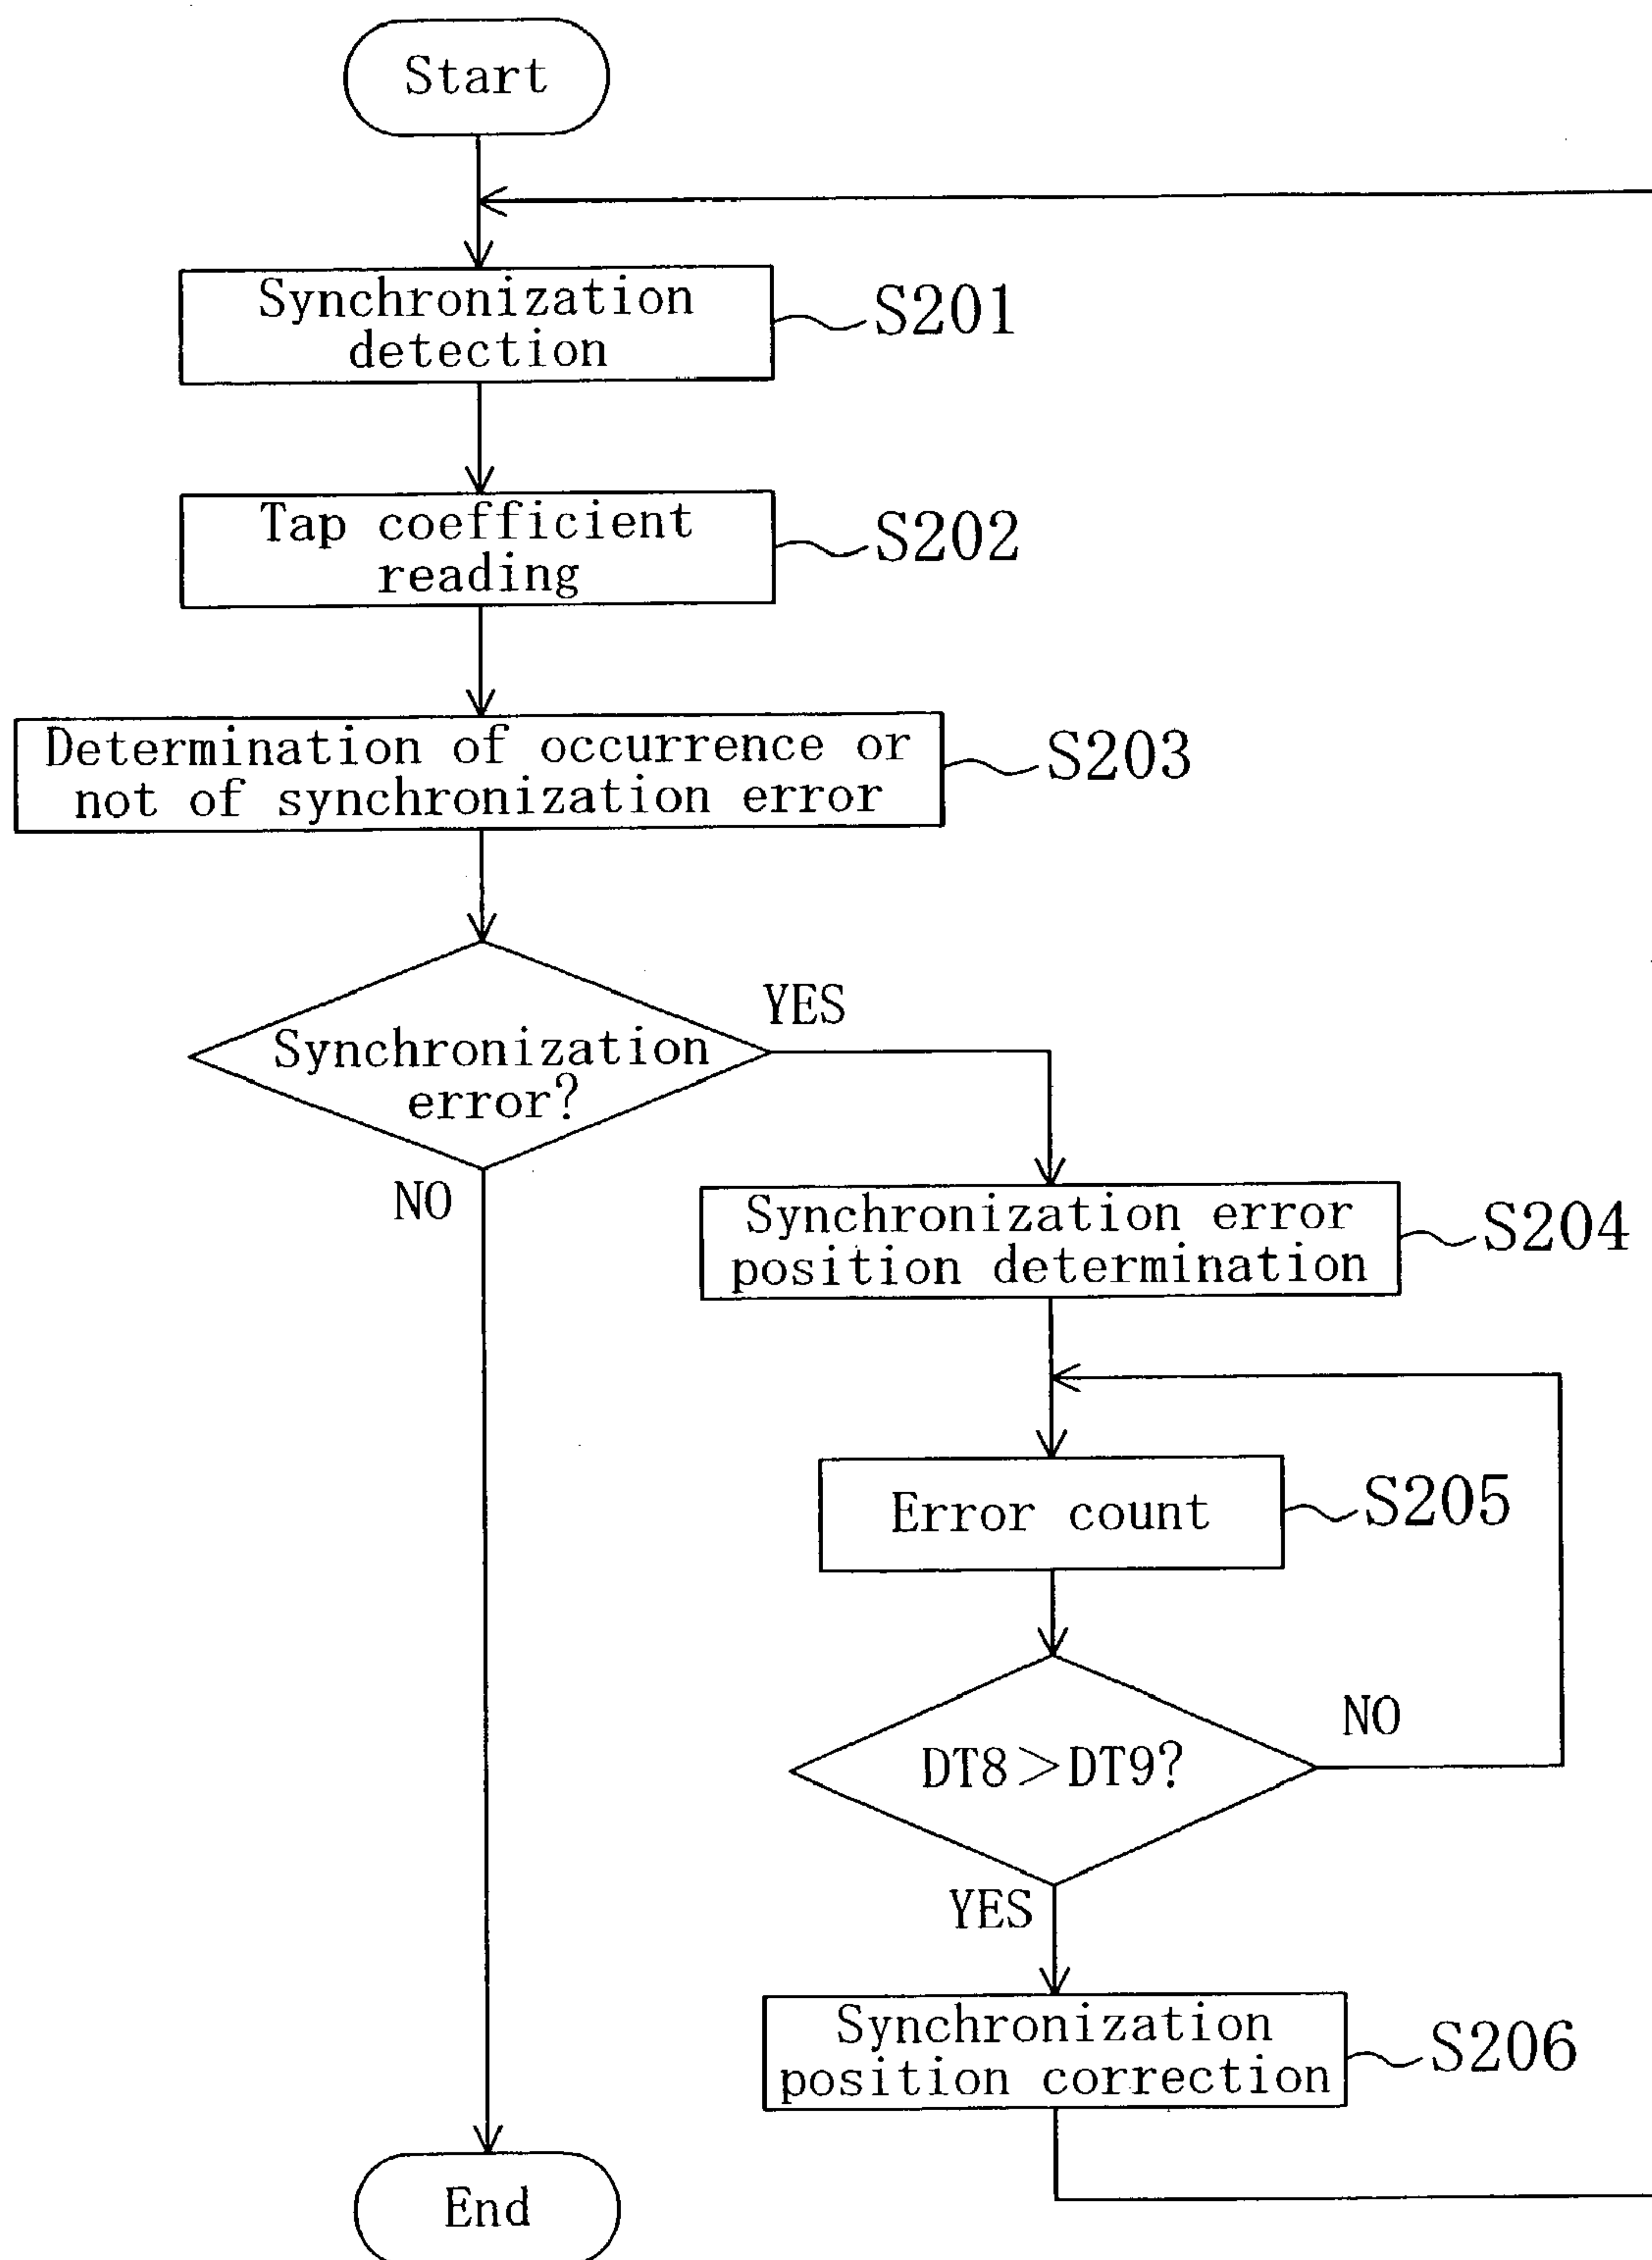 Start
Synchronization
detection
S201
Tap coefficient
reading
S202
Determination of occurrence or
not of synchronization error
S203
YES
Synchronization
error?
NO
Synchronization error
position determination
S204
Error count
S205
DT8＞DT9?
NO
YES
Synchronization
position correction
S206
End